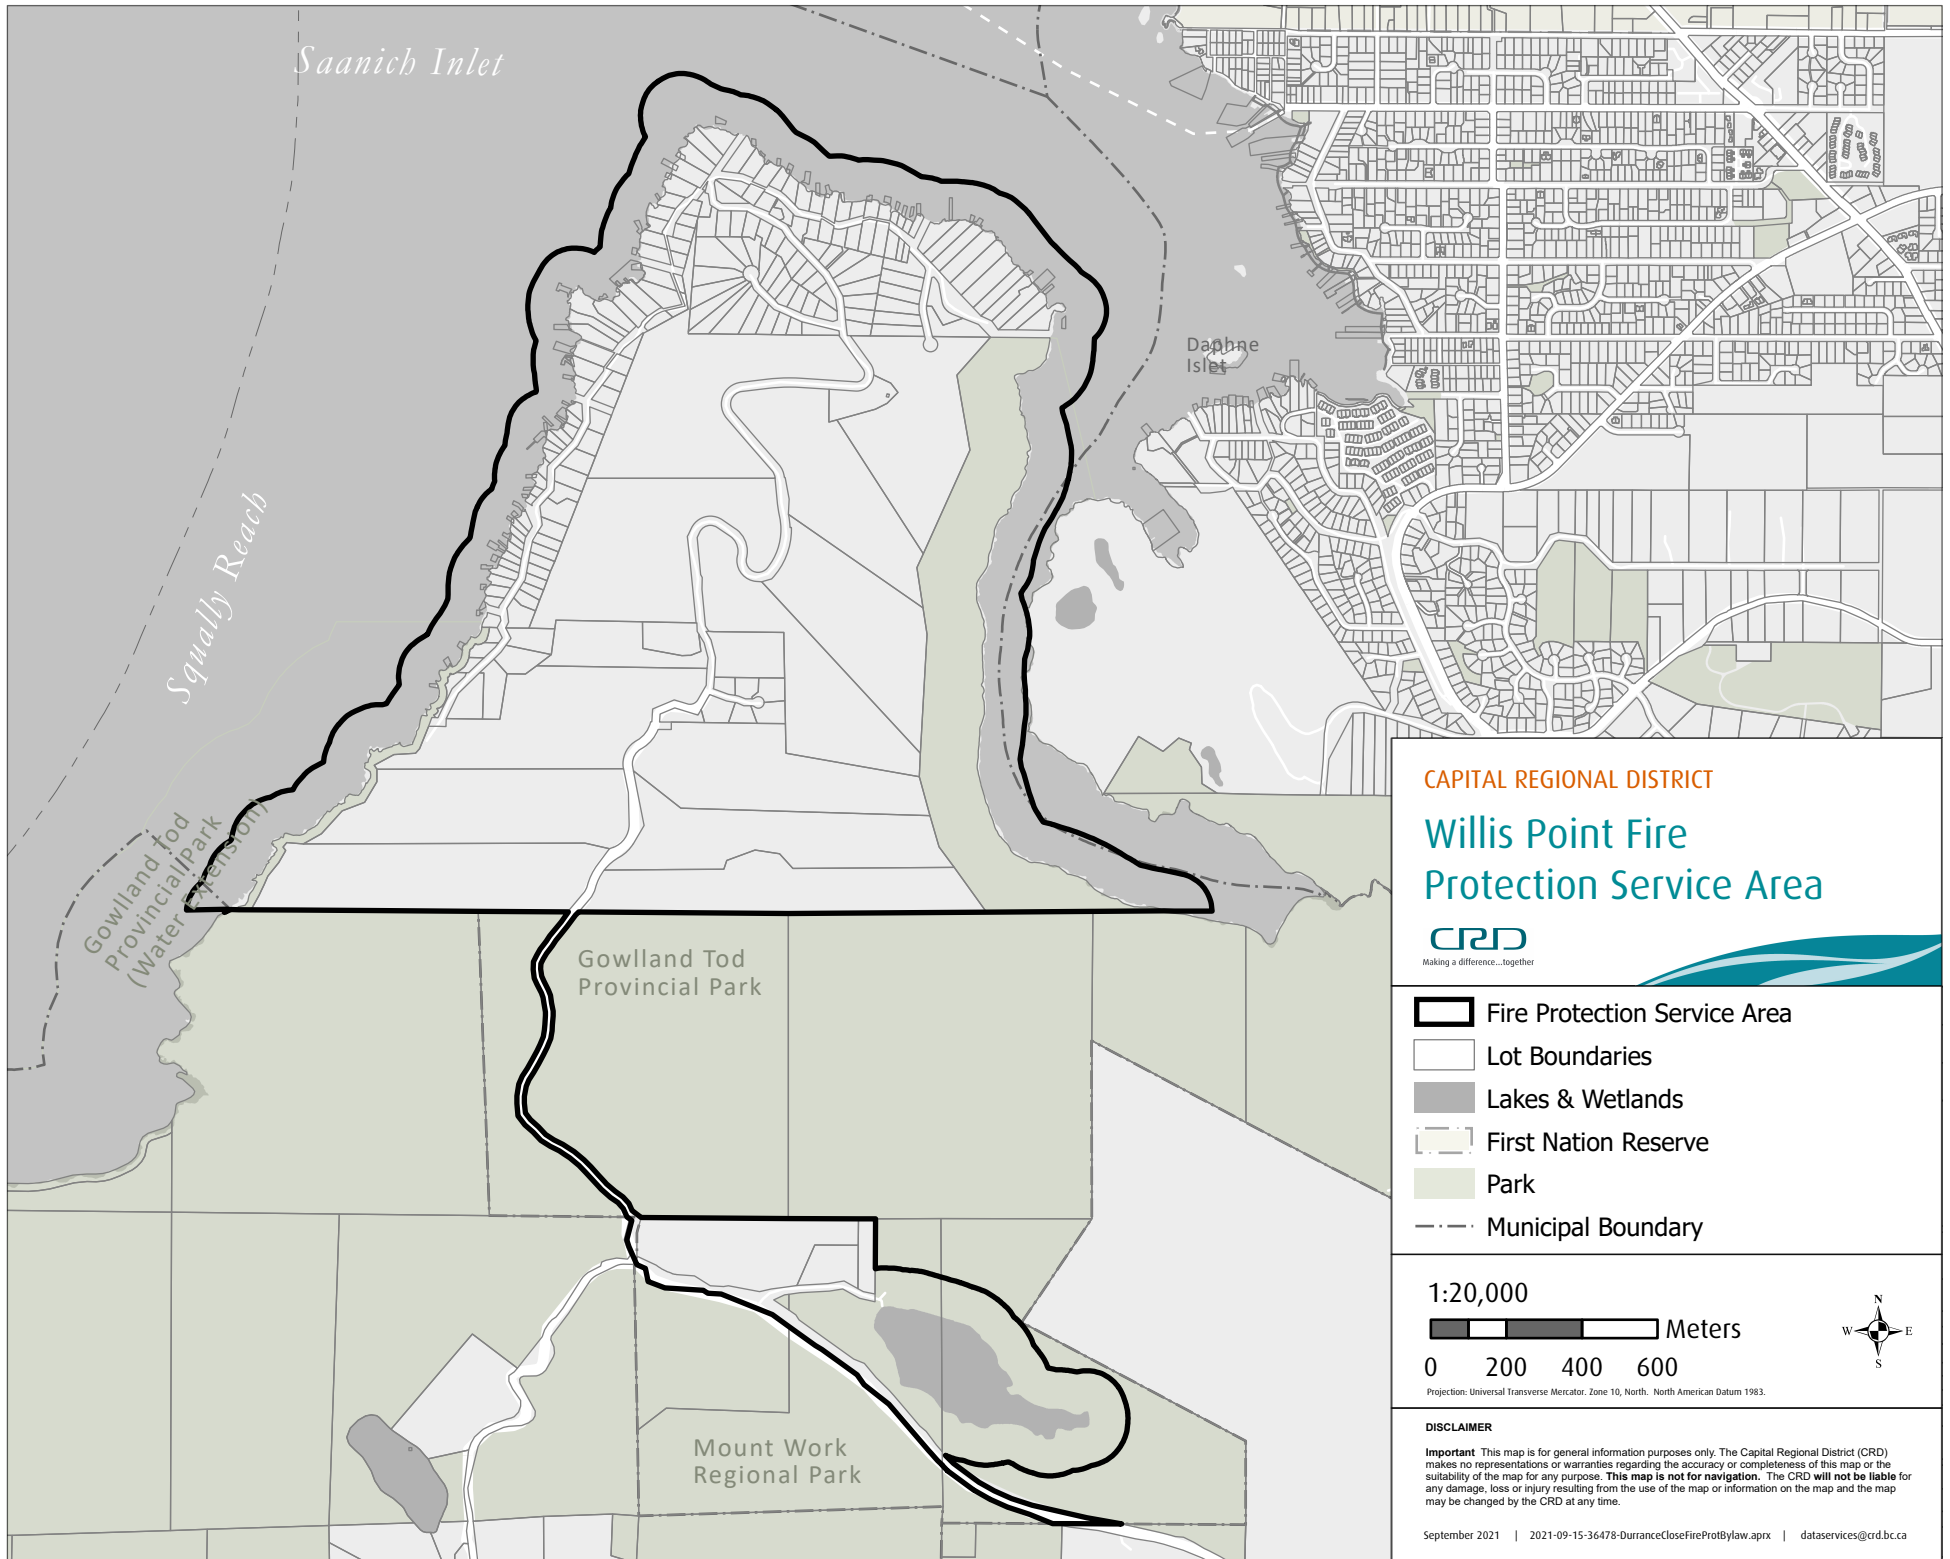 Saanich Inlet
Squally Reach
Daphne
Islet
Gowlland Tod
Provincial Park
(Water Extension)
Gowlland Tod
Provincial Park
Mount Work
Regional Park
CAPITAL REGIONAL DISTRICT
Willis Point Fire
Protection Service Area
CRD
Making a difference...together
Fire Protection Service Area
Lot Boundaries
Lakes & Wetlands
First Nation Reserve
Park
Municipal Boundary
1:20,000
Meters
0 200 400 600
N
W E
S
Projection: Universal Transverse Mercator. Zone 10, North. North American Datum 1983.
DISCLAIMER
Important This map is for general information purposes only. The Capital Regional District (CRD)
makes no representations or warranties regarding the accuracy or completeness of this map or the
suitability of the map for any purpose. This map is not for navigation. The CRD will not be liable for
any damage, loss or injury resulting from the use of the map or information on the map and the map
may be changed by the CRD at any time.
September 2021 | 2021-09-15-36478-DurranceCloseFireProtBylaw.aprx | dataservices@crd.bc.ca